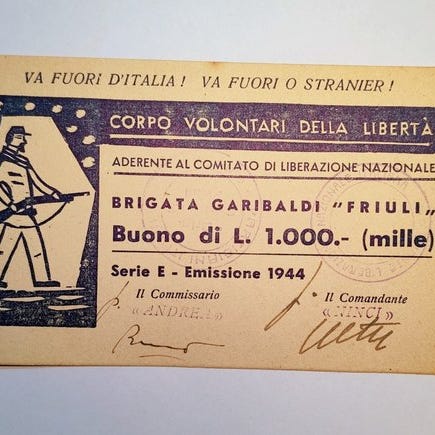 VA FUORI D'ITALIA! VA FUORI O STRANIER!
CORPO VOLONTARI DELLA LIBERTÀ
ADERENTE AL COMITATO DI LIBERAZIONE NAZIONALE
BRIGATA GARIBALDI "FRIULI"
Buono di L. 1.000.- (mille)
Serie E - Emissione 1944
Il Commissario
«ANDREA»
Il Comandante
«NINCI»